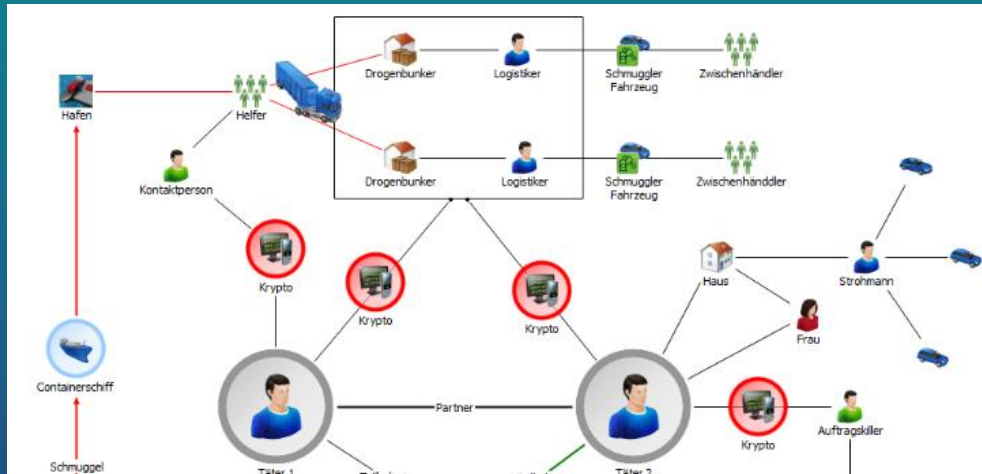 Drogenbunker
Logistiker
Schmuggler
Fahrzeug
Zwischenhändler
Hafen
Helfer
Drogenbunker
Logistiker
Schmuggler
Fahrzeug
Zwischenhänddler
Kontaktperson
Krypto
Krypto
Krypto
Haus
Strohmann
Frau
Containerschiff
Partner
Krypto
Auftragskiller
Schmuggel
Täter 1
Täter 2